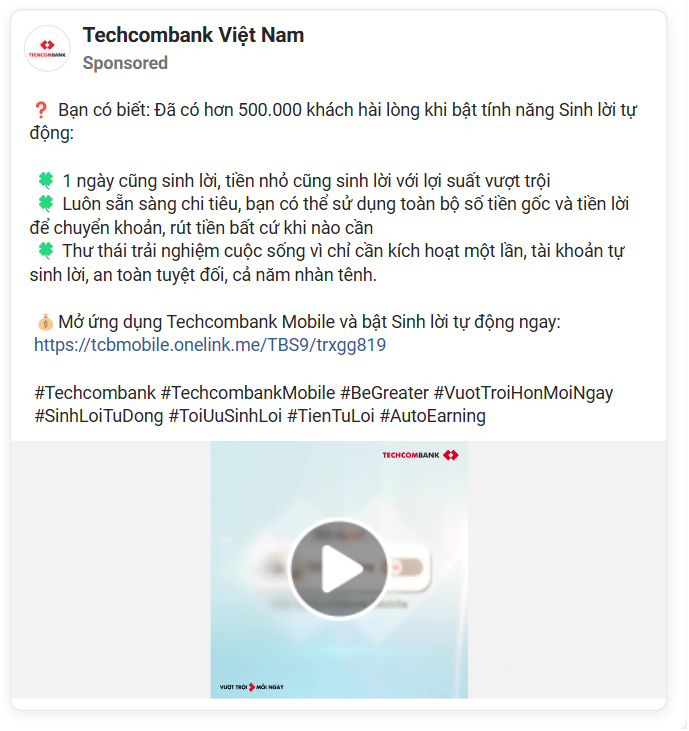 TECHCOMBANK
Techcombank Việt Nam
Sponsored
❓ Bạn có biết: Đã có hơn 500.000 khách hài lòng khi bật tính năng Sinh lời tự
động:
🍀 1 ngày cũng sinh lời, tiền nhỏ cũng sinh lời với lợi suất vượt trội
🍀 Luôn sẵn sàng chi tiêu, bạn có thể sử dụng toàn bộ số tiền gốc và tiền lời
để chuyển khoản, rút tiền bất cứ khi nào cần
🍀 Thư thái trải nghiệm cuộc sống vì chỉ cần kích hoạt một lần, tài khoản tự
sinh lời, an toàn tuyệt đối, cả năm nhàn tênh.
💰 Mở ứng dụng Techcombank Mobile và bật Sinh lời tự động ngay:
https://tcbmobile.onelink.me/TBS9/trxgg819
#Techcombank #TechcombankMobile #BeGreater #VuotTroiHonMoiNgay
#SinhLoiTuDong #ToiUuSinhLoi #TienTuLoi #AutoEarning
TECHCOMBANK
VƯỢT TRỘI MỖI NGÀY